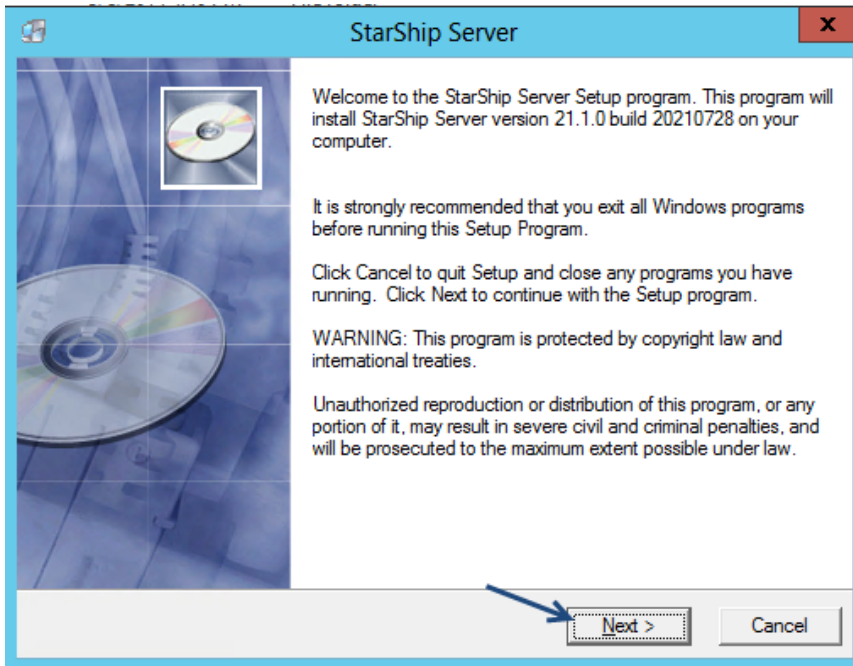 StarShip Server
x
Welcome to the StarShip Server Setup program. This program will
install StarShip Server version 21.1.0 build 20210728 on your
computer.
It is strongly recommended that you exit all Windows programs
before running this Setup Program.
Click Cancel to quit Setup and close any programs you have
running.  Click Next to continue with the Setup program.
WARNING: This program is protected by copyright law and
international treaties.
Unauthorized reproduction or distribution of this program, or any
portion of it, may result in severe civil and criminal penalties, and
will be prosecuted to the maximum extent possible under law.
Next >
Cancel